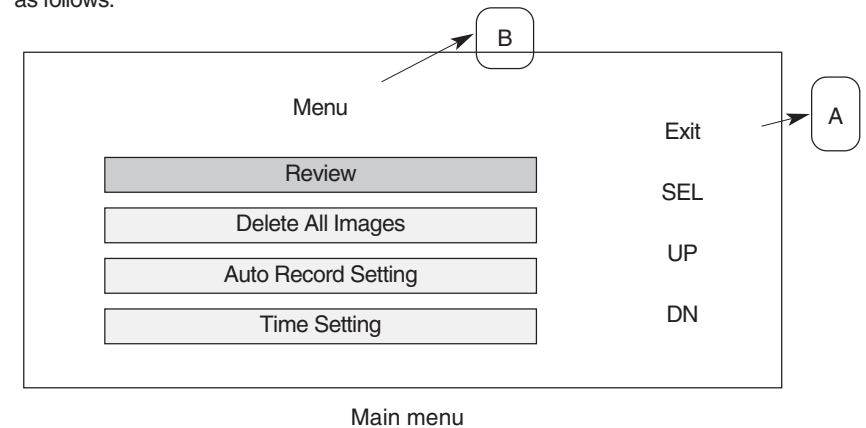 as follows:
B
Menu
A
Exit
Review
SEL
Delete All Images
UP
Auto Record Setting
DN
Time Setting
Main menu